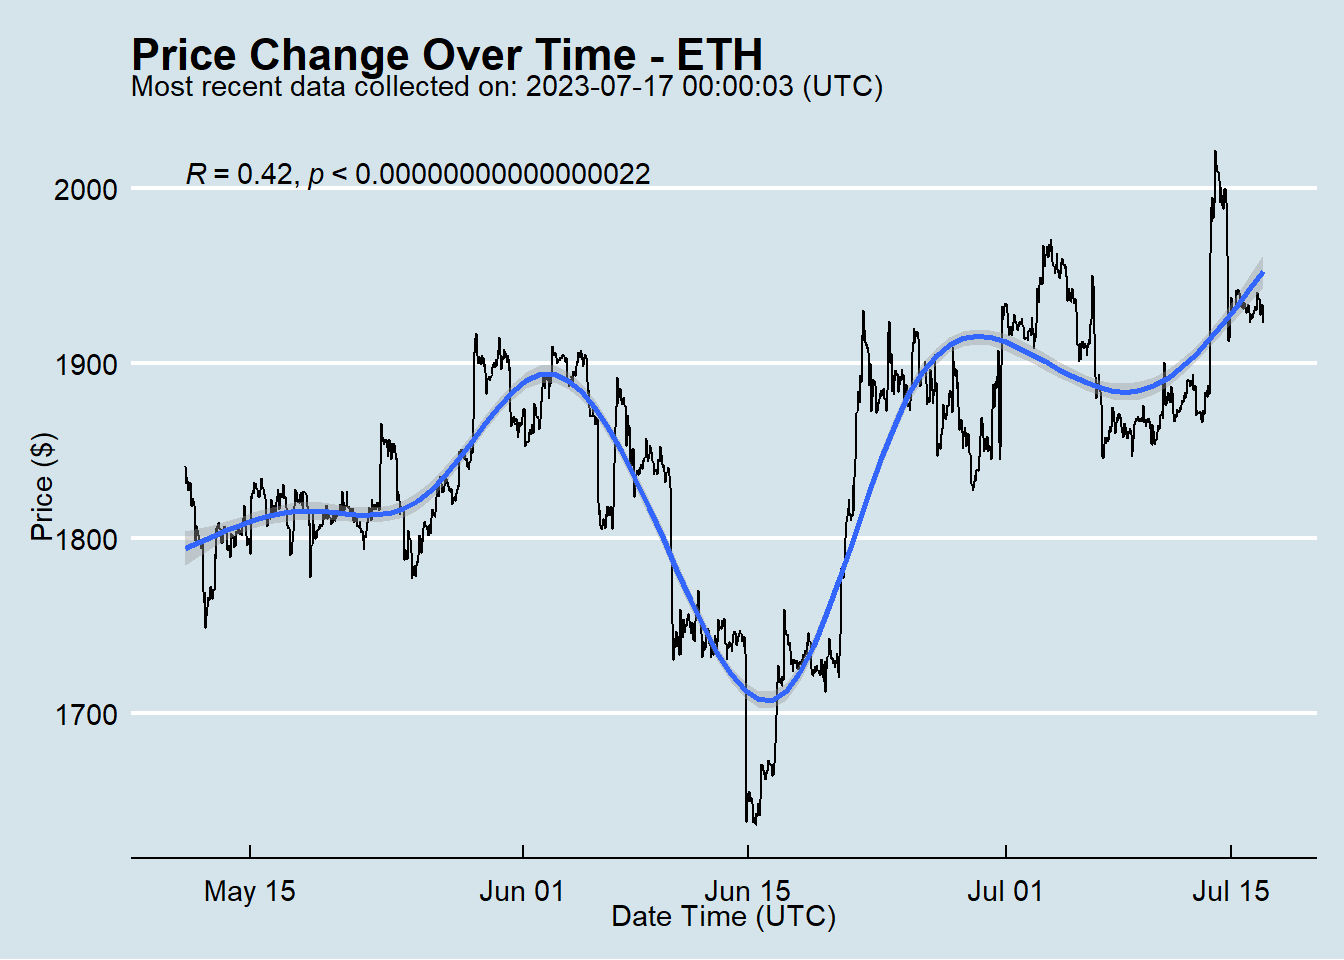 Price Change Over Time - ETH
Most recent data collected on: 2023-07-17 00:00:03 (UTC)
R = 0.42, p < 0.00000000000000022
2000
1900
1800
1700
Price ($)
May 15
Jun 01
Jun 15
Jul 01
Jul 15
Date Time (UTC)